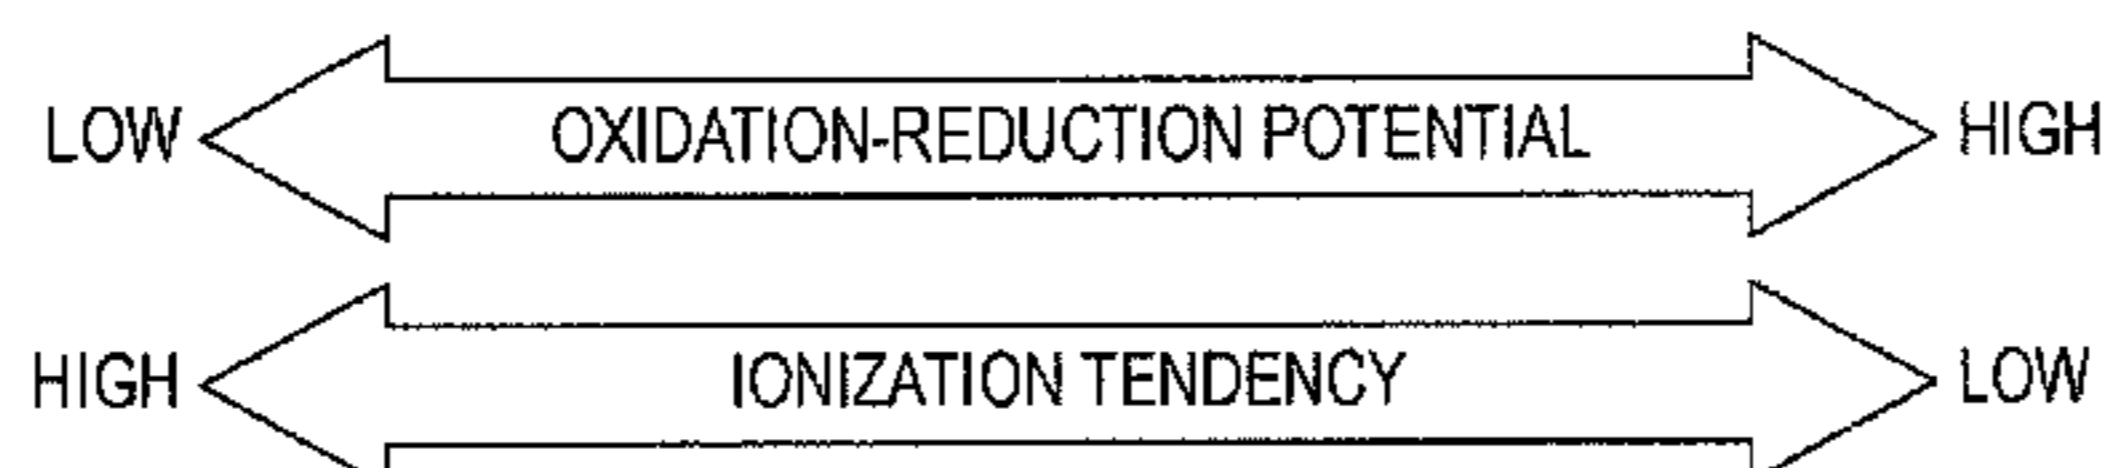 LOW OXIDATION-REDUCTION POTENTIAL HIGH
HIGH IONIZATION TENDENCY LOW